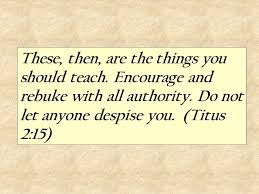 These, then, are the things you
should teach. Encourage and
rebuke with all authority. Do not
let anyone despise you.  (Titus
2:15)